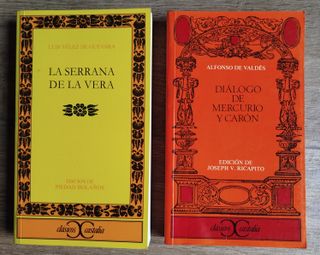 LUIS VÉLEZ DE GUEVARA
LA SERRANA
DE LA VERA
EDICIÓN DE
PIEDAD BOLAÑOS
clásicos castalia
ALFONSO DE VALDÉS
DIÁLOGO
DE
MERCURIO
Y CARÓN
EDICIÓN DE
JOSEPH V. RICAPITO
clásicos castalia